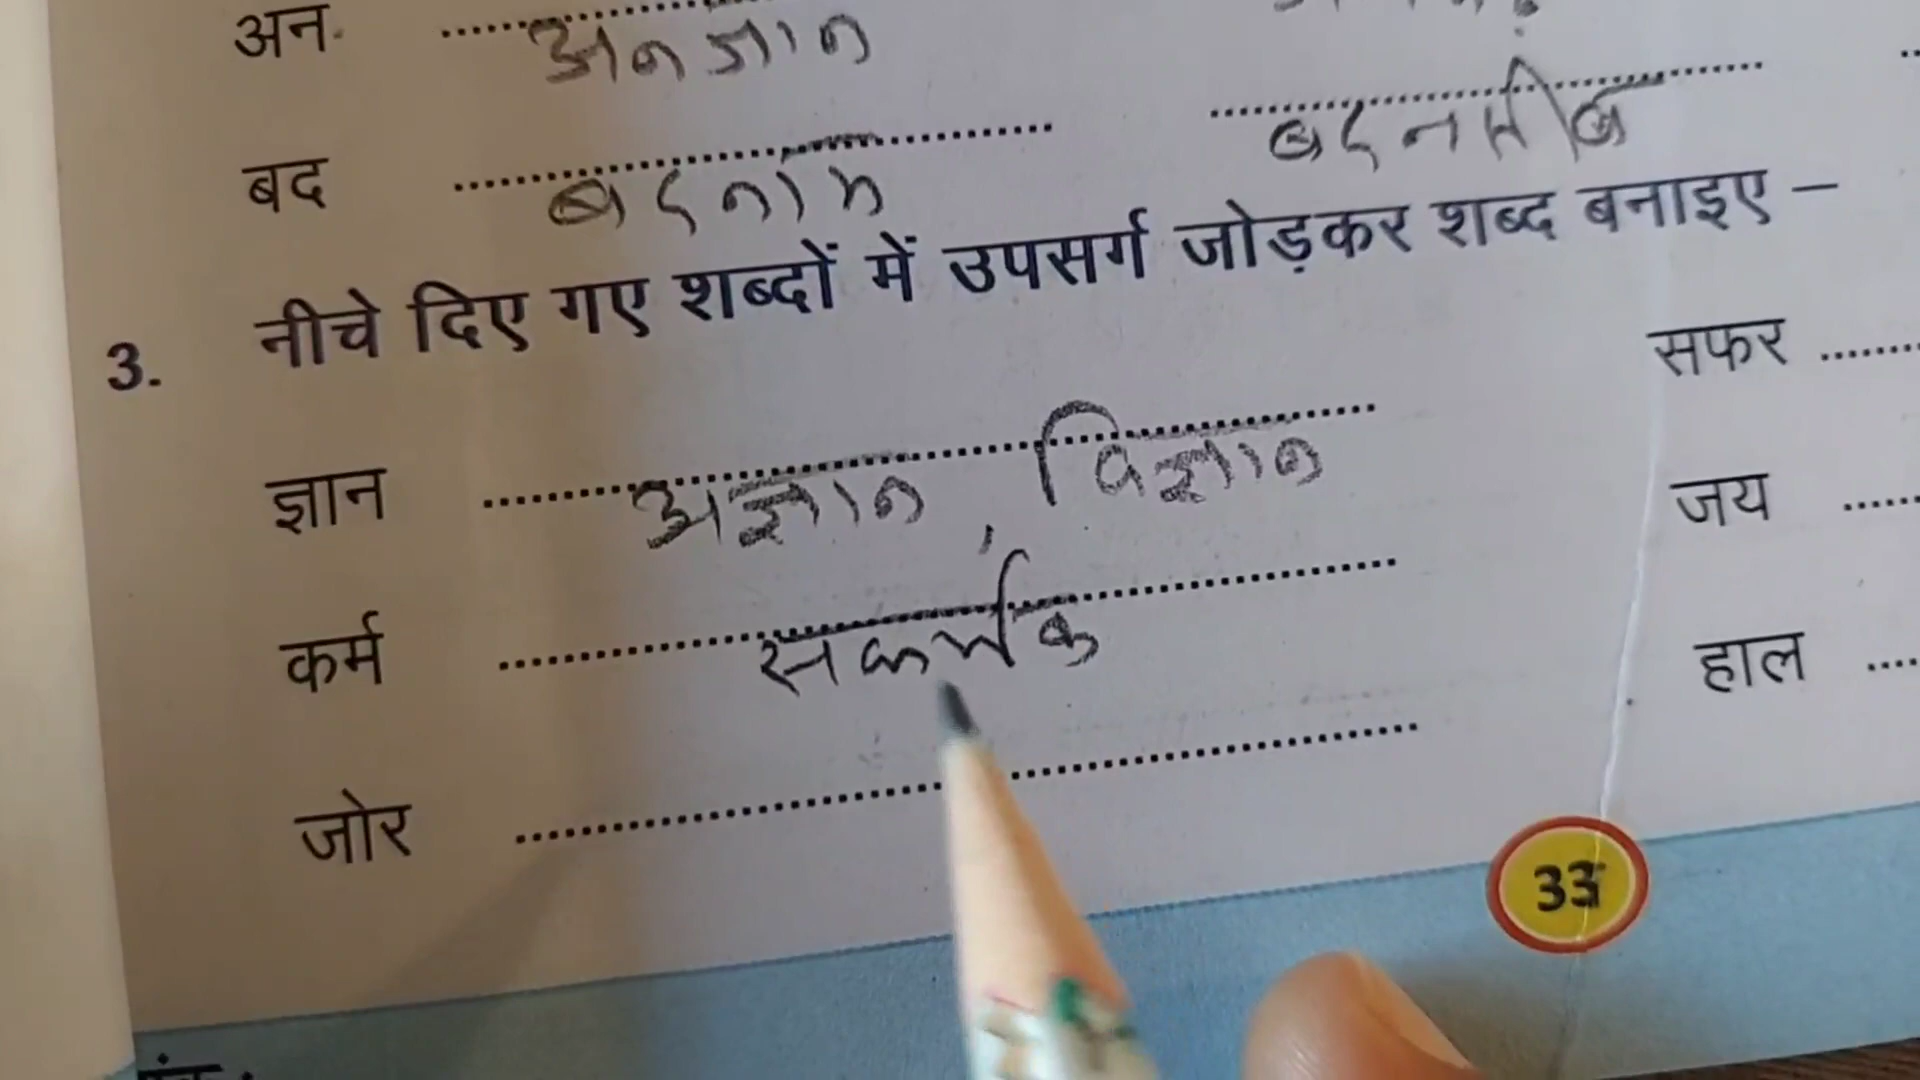 अन अनजान
बद बदनाम बदनसीब
3. नीचे दिए गए शब्दों में उपसर्ग जोड़कर शब्द बनाइए –
ज्ञान अज्ञान, विज्ञान सफर
कर्म सकर्मक जय
जोर हाल
33